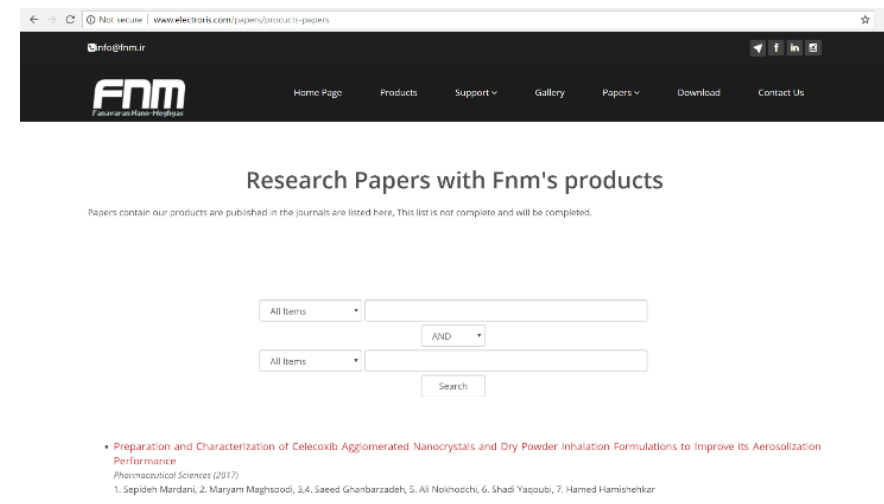 Not secure | www.electroris.com/papers/procucts-papers
info@fnm.ir
FNM
Fanavaran Nano-Meghyas
Home Page Products Support Gallery Papers Download Contact Us
Research Papers with Fnm's products
Papers contain our products are published in the journals are listed here, This list is not complete and will be completed.
All Items
AND
All Items
Search
Preparation and Characterization of Celecoxib Agglomerated Nanocrystals and Dry Powder Inhalation Formulations to Improve its Aerosolization
Performance
Pharmaceutical Sciences (2017)
1. Sepideh Mardani, 2. Maryam Maghsoodi, 3,4. Saeed Ghanbarzadeh, 5. Ali Nokhodchi, 6. Shadi Yaqoubi, 7. Hamed Hamishehkar